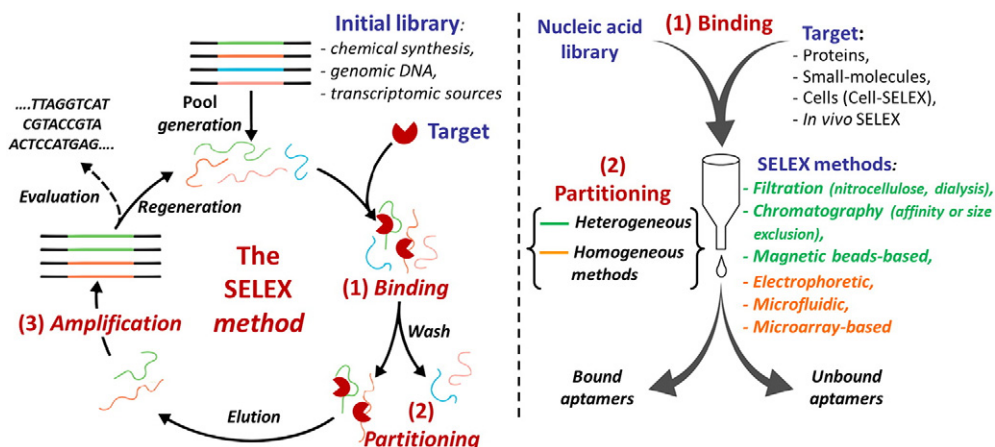 Initial library:
- chemical synthesis,
- genomic DNA,
- transcriptomic sources
....TTAGGTCAT
CGTACCGTA
ACTCCATGAG....
Pool
generation
Target
Evaluation
Regeneration
The
SELEX
method
(1) Binding
(3) Amplification
Wash
Elution
(2)
Partitioning
Nucleic acid
library
(1) Binding
Target:
- Proteins,
- Small-molecules,
- Cells (Cell-SELEX),
- In vivo SELEX
(2)
Partitioning
Heterogeneous
Homogeneous
methods
SELEX methods:
- Filtration (nitrocellulose, dialysis),
- Chromatography (affinity or size
exclusion),
- Magnetic beads-based,
- Electrophoretic,
- Microfluidic,
- Microarray-based
Bound
aptamers
Unbound
aptamers